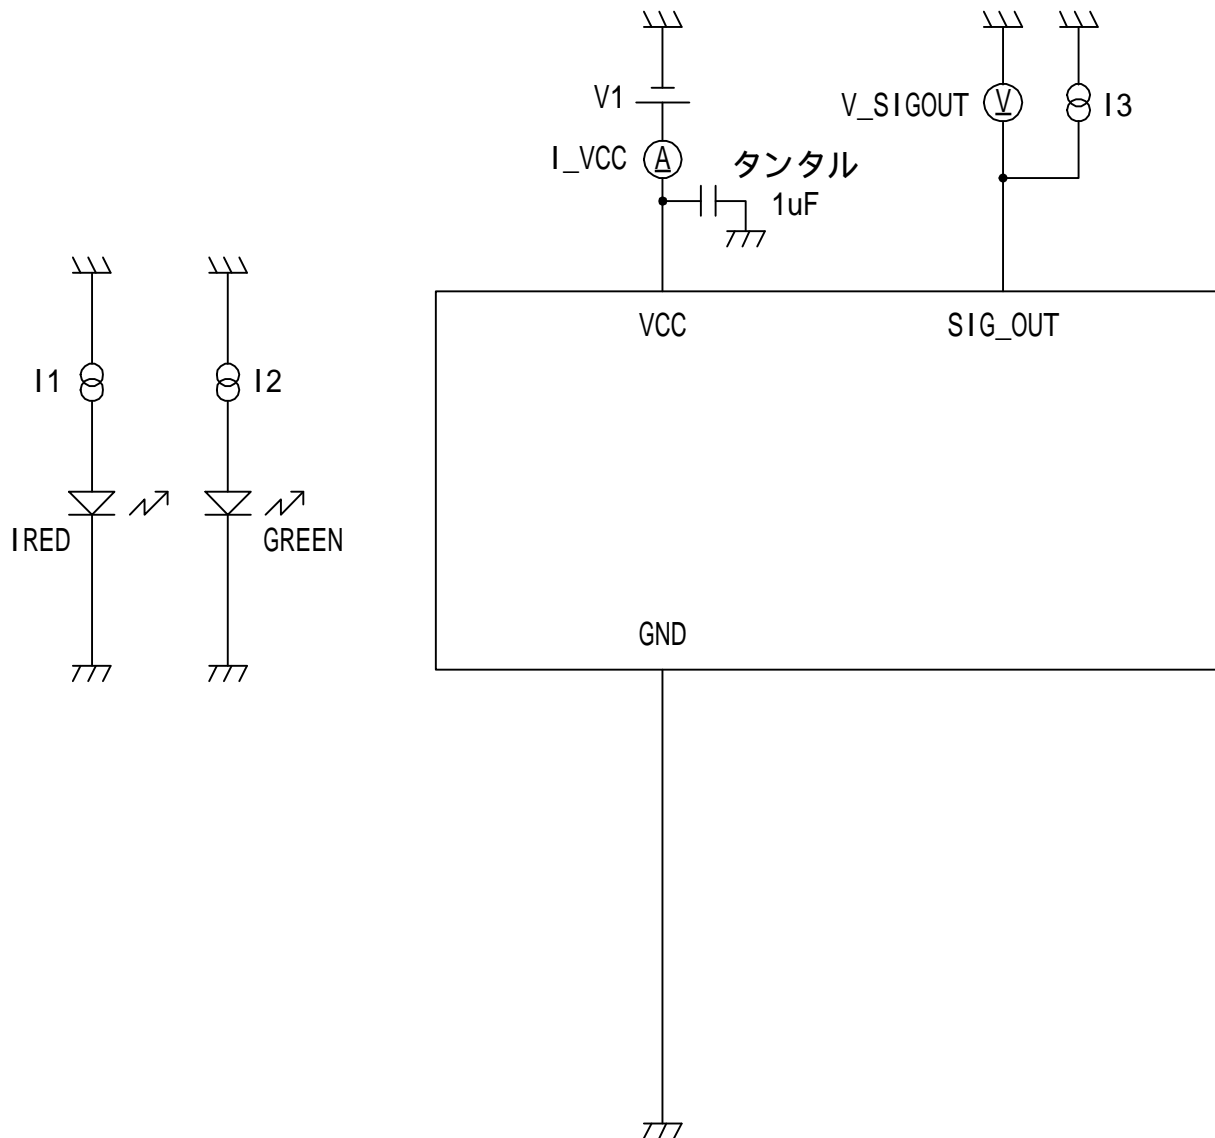 V1
V_SIGOUT
V
I3
I_VCC
A
タンタル
1uF
VCC
SIG_OUT
I1
I2
IRED
GREEN
GND